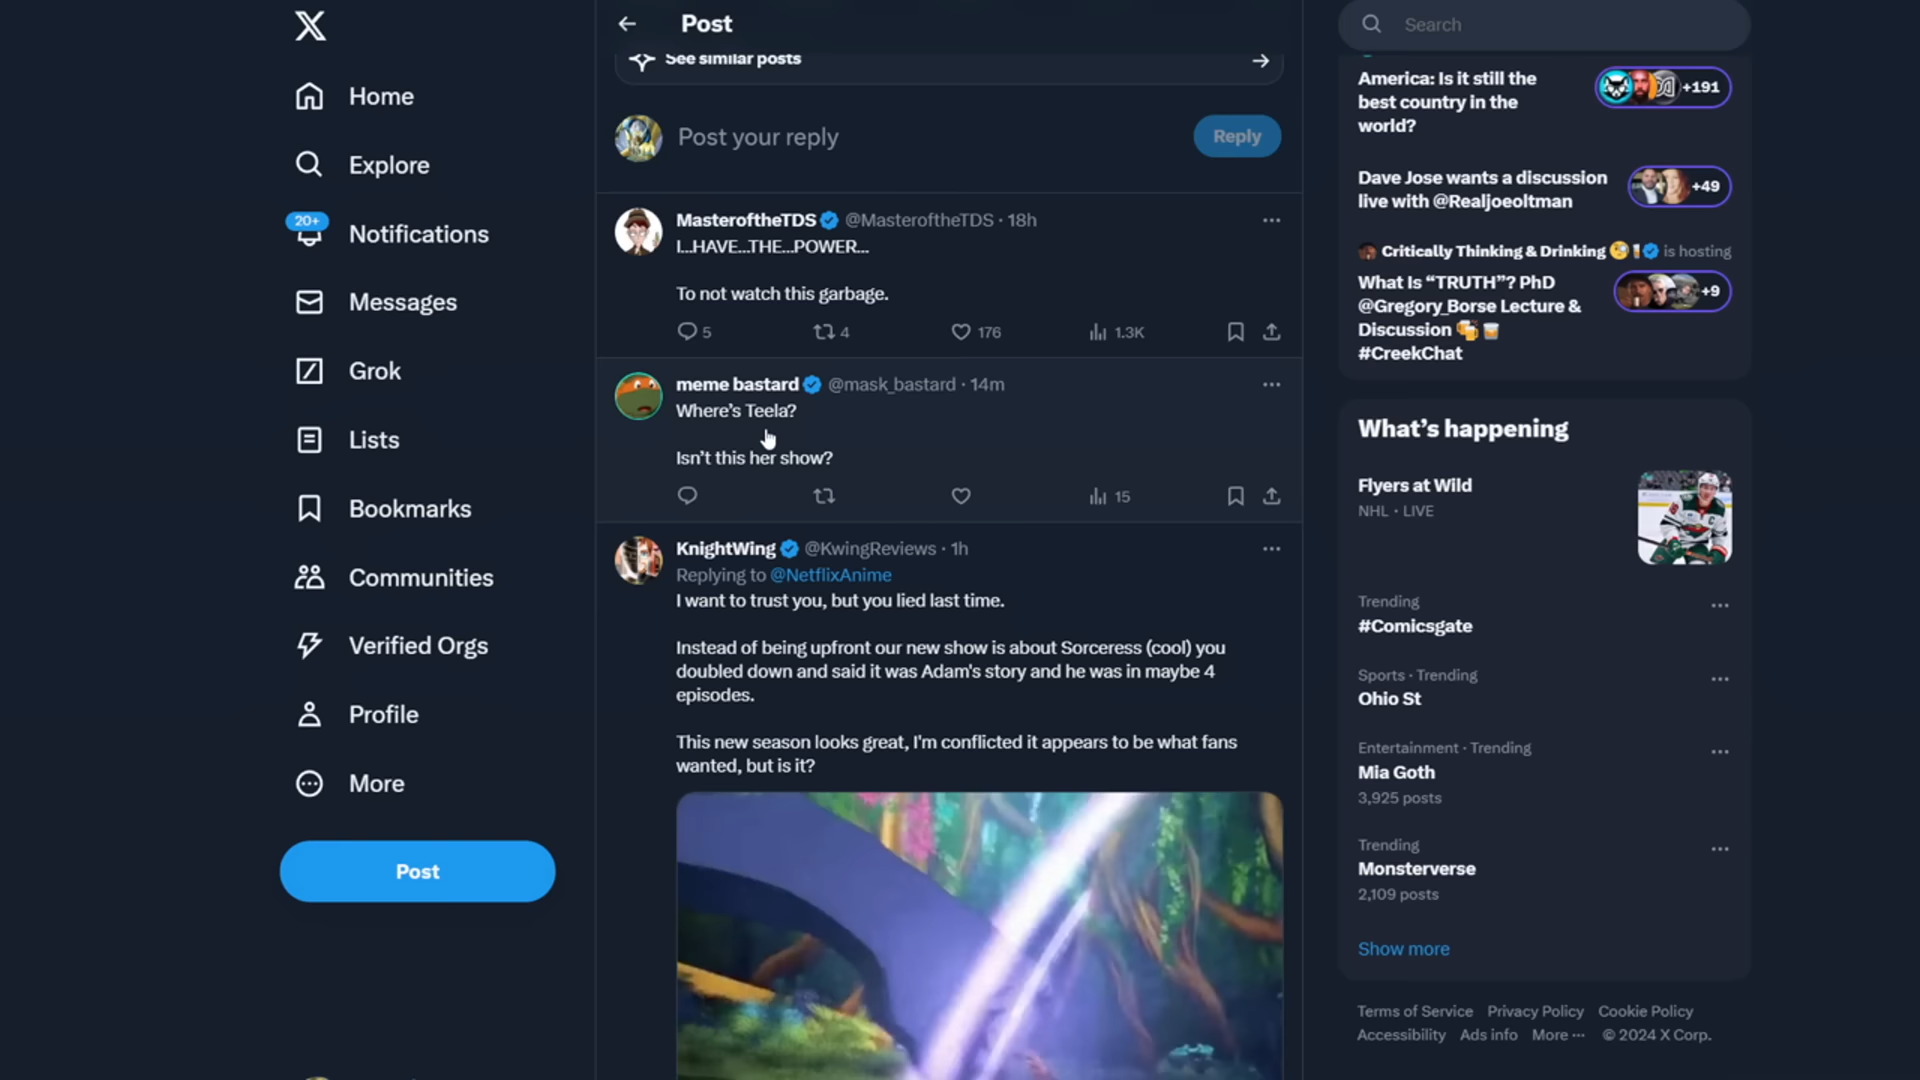 Home
Explore
20+
Notifications
Messages
Grok
Lists
Bookmarks
Communities
Verified Orgs
Profile
More
Post
Post
See similar posts
Post your reply
Reply
MasteroftheTDS @MasteroftheTDS · 18h
I...HAVE...THE...POWER...
To not watch this garbage.
5 4 176 1.3K
meme bastard @mask_bastard · 14m
Where's Teela?
Isn't this her show?
15
KnightWing @KwingReviews · 1h
Replying to @NetflixAnime
I want to trust you, but you lied last time.
Instead of being upfront our new show is about Sorceress (cool) you
doubled down and said it was Adam's story and he was in maybe 4
episodes.
This new season looks great, I'm conflicted it appears to be what fans
wanted, but is it?
Search
America: Is it still the
best country in the
world?
+191
Dave Jose wants a discussion
live with @Realjoeoltman
+49
Critically Thinking & Drinking 🧐🥛 is hosting
What Is “TRUTH”? PhD
@Gregory_Borse Lecture &
Discussion 🍻🥃
#CreekChat
+9
What's happening
Flyers at Wild
NHL · LIVE
Trending
#Comicsgate
Sports · Trending
Ohio St
Entertainment · Trending
Mia Goth
3,925 posts
Trending
Monsterverse
2,109 posts
Show more
Terms of Service Privacy Policy Cookie Policy
Accessibility Ads info More ··· © 2024 X Corp.